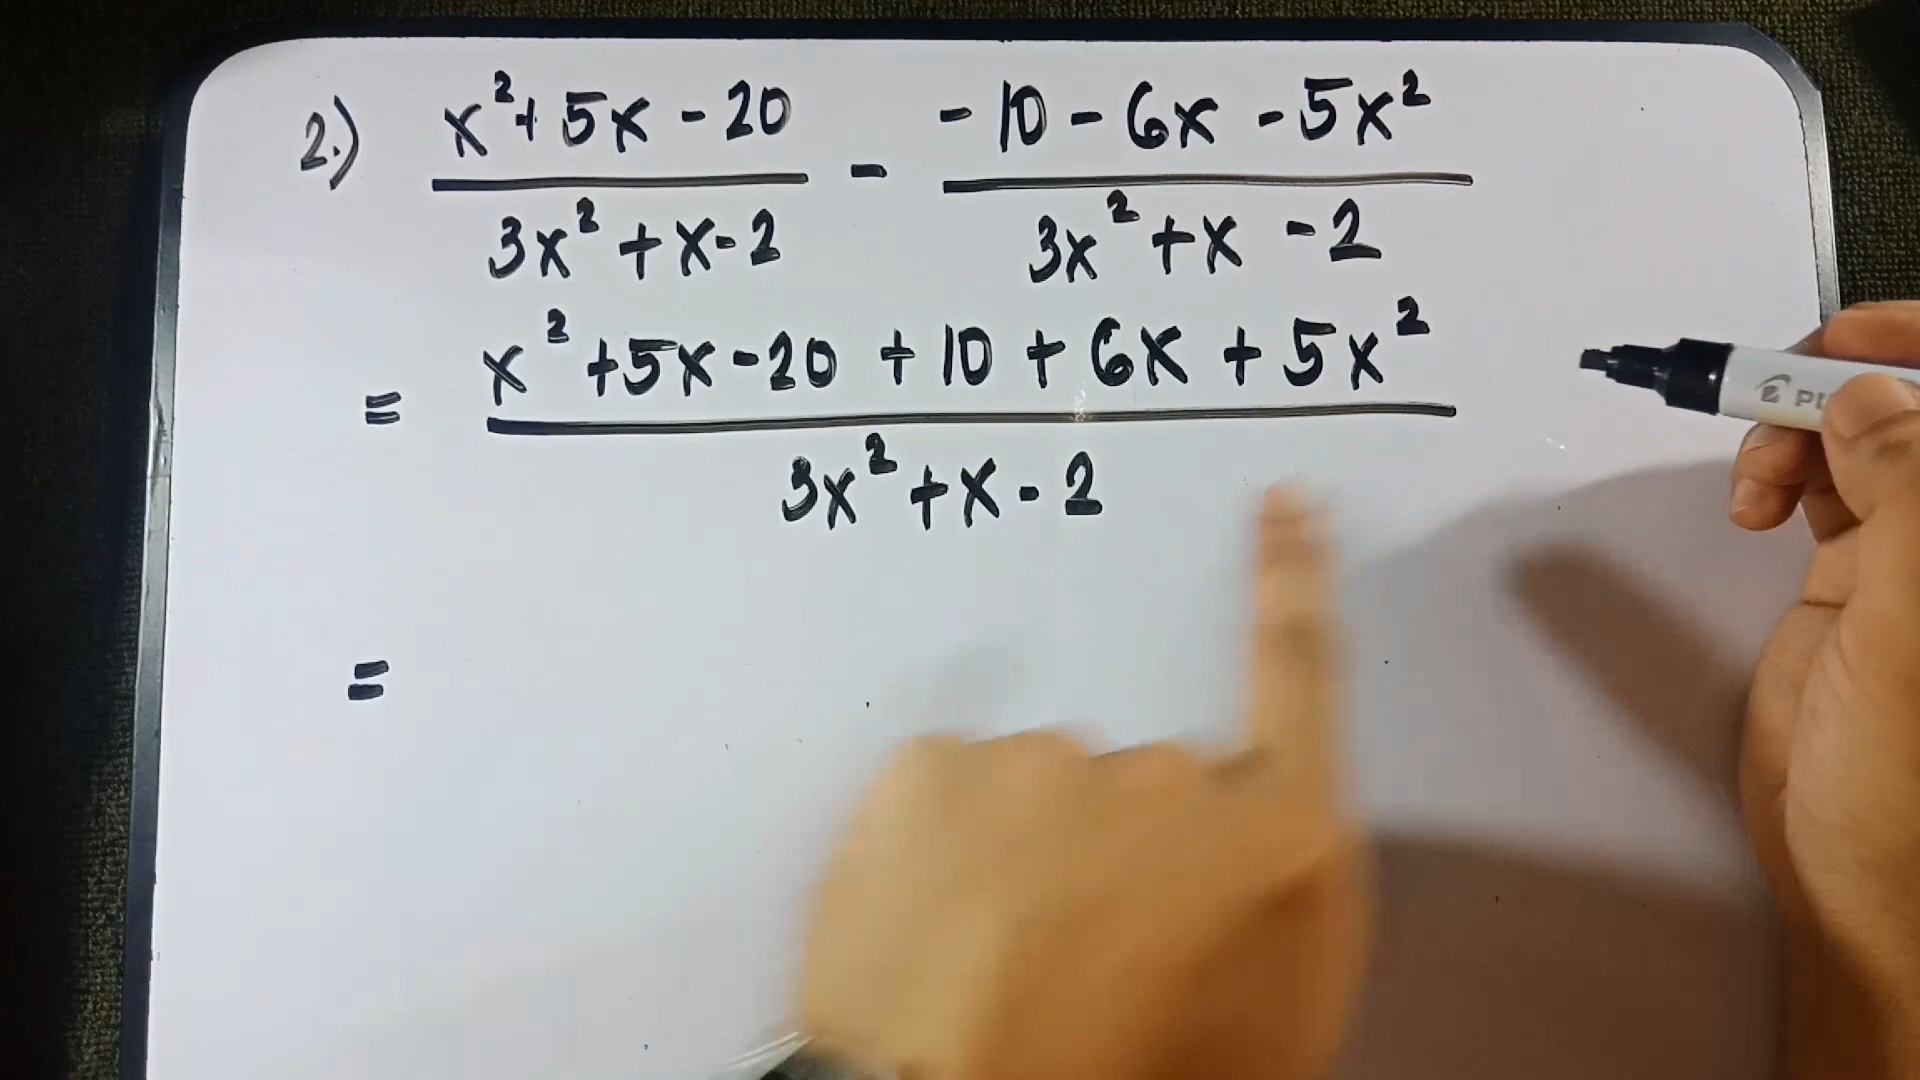 2.) x²+5x-20 / 3x²+x-2 - -10-6x-5x² / 3x²+x-2
= x²+5x-20+10+6x+5x² / 3x²+x-2
=